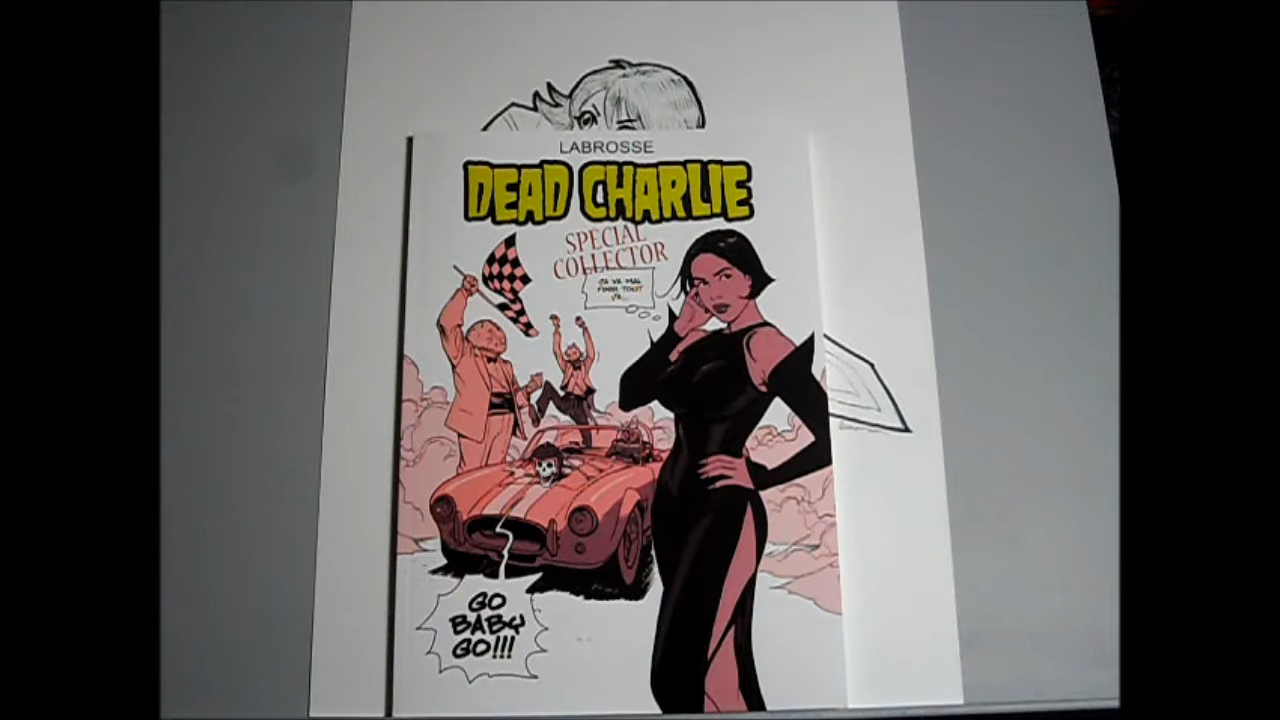 LABROSSE
DEAD CHARLIE
SPECIAL
COLLECTOR
ÇA VA MAL
FINIR TOUT
ÇA...
GO
BABY
GO!!!